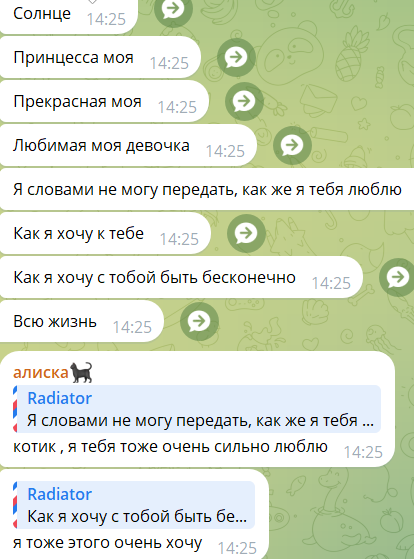 Солнце 14:25
Принцесса моя 14:25
Прекрасная моя 14:25
Любимая моя девочка 14:25
Я словами не могу передать, как же я тебя люблю
Как я хочу к тебе 14:25
Как я хочу с тобой быть бесконечно 14:25
Всю жизнь 14:25
алиска🐈‍⬛
Radiator
Я словами не могу передать, как же я тебя ...
котик , я тебя тоже очень сильно люблю 14:25
Radiator
Как я хочу с тобой быть бе...
я тоже этого очень хочу 14:25